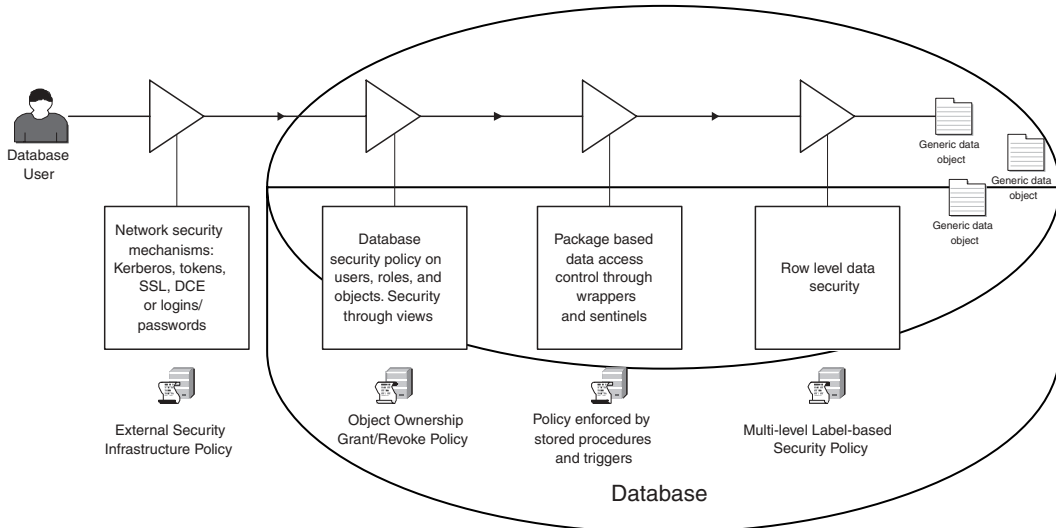 Database
User
Generic data
object
Generic data
object
Generic data
object
Network security
mechanisms:
Kerberos, tokens,
SSL, DCE
or logins/
passwords
Database
security policy on
users, roles, and
objects. Security
through views
Package based
data access
control through
wrappers
and sentinels
Row level data
security
External Security
Infrastructure Policy
Object Ownership
Grant/Revoke Policy
Policy enforced by
stored procedures
and triggers
Multi-level Label-based
Security Policy
Database